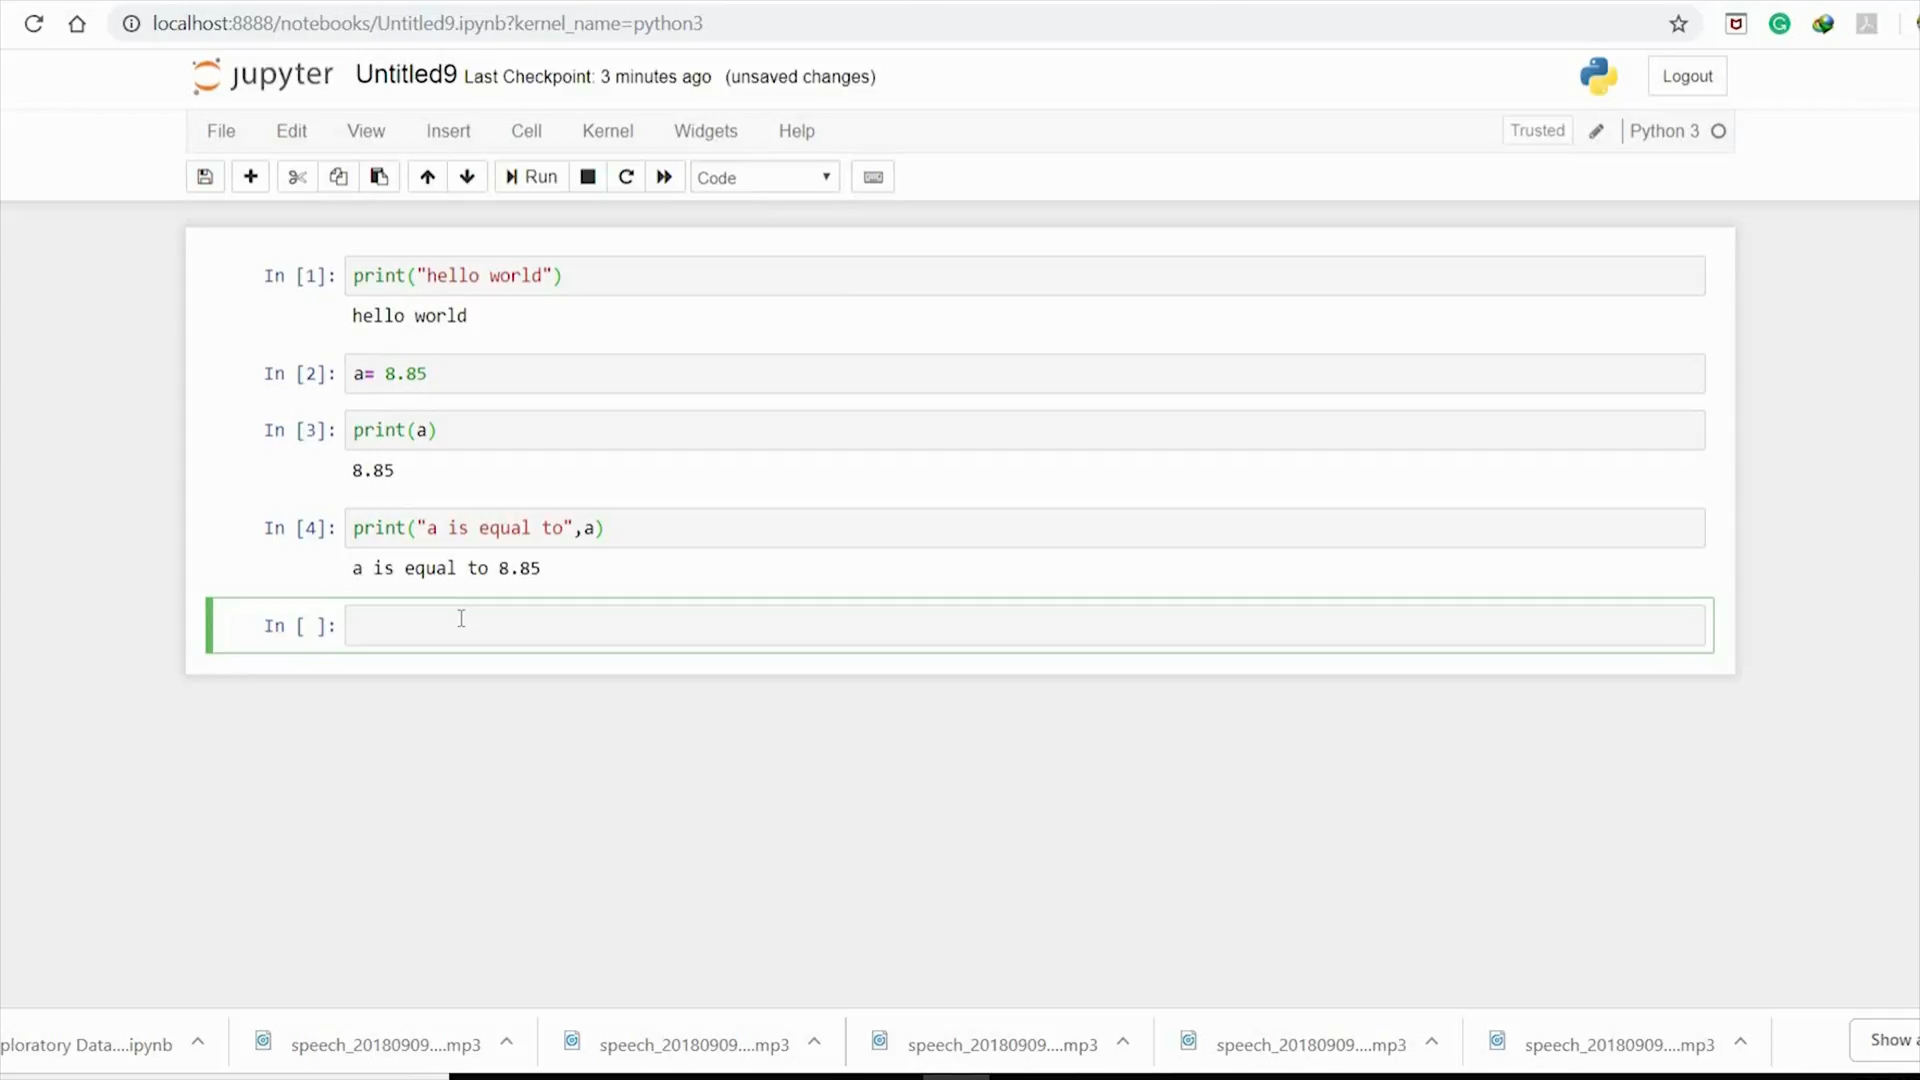 localhost:8888/notebooks/Untitled9.ipynb?kernel_name=python3
jupyter Untitled9 Last Checkpoint: 3 minutes ago (unsaved changes) Logout
File Edit View Insert Cell Kernel Widgets Help Trusted Python 3
Run Code
In [1]: print("hello world")
hello world
In [2]: a= 8.85
In [3]: print(a)
8.85
In [4]: print("a is equal to",a)
a is equal to 8.85
In [ ]:
ploratory Data....ipynb speech_20180909....mp3 speech_20180909....mp3 speech_20180909....mp3 speech_20180909....mp3 speech_20180909....mp3 Show